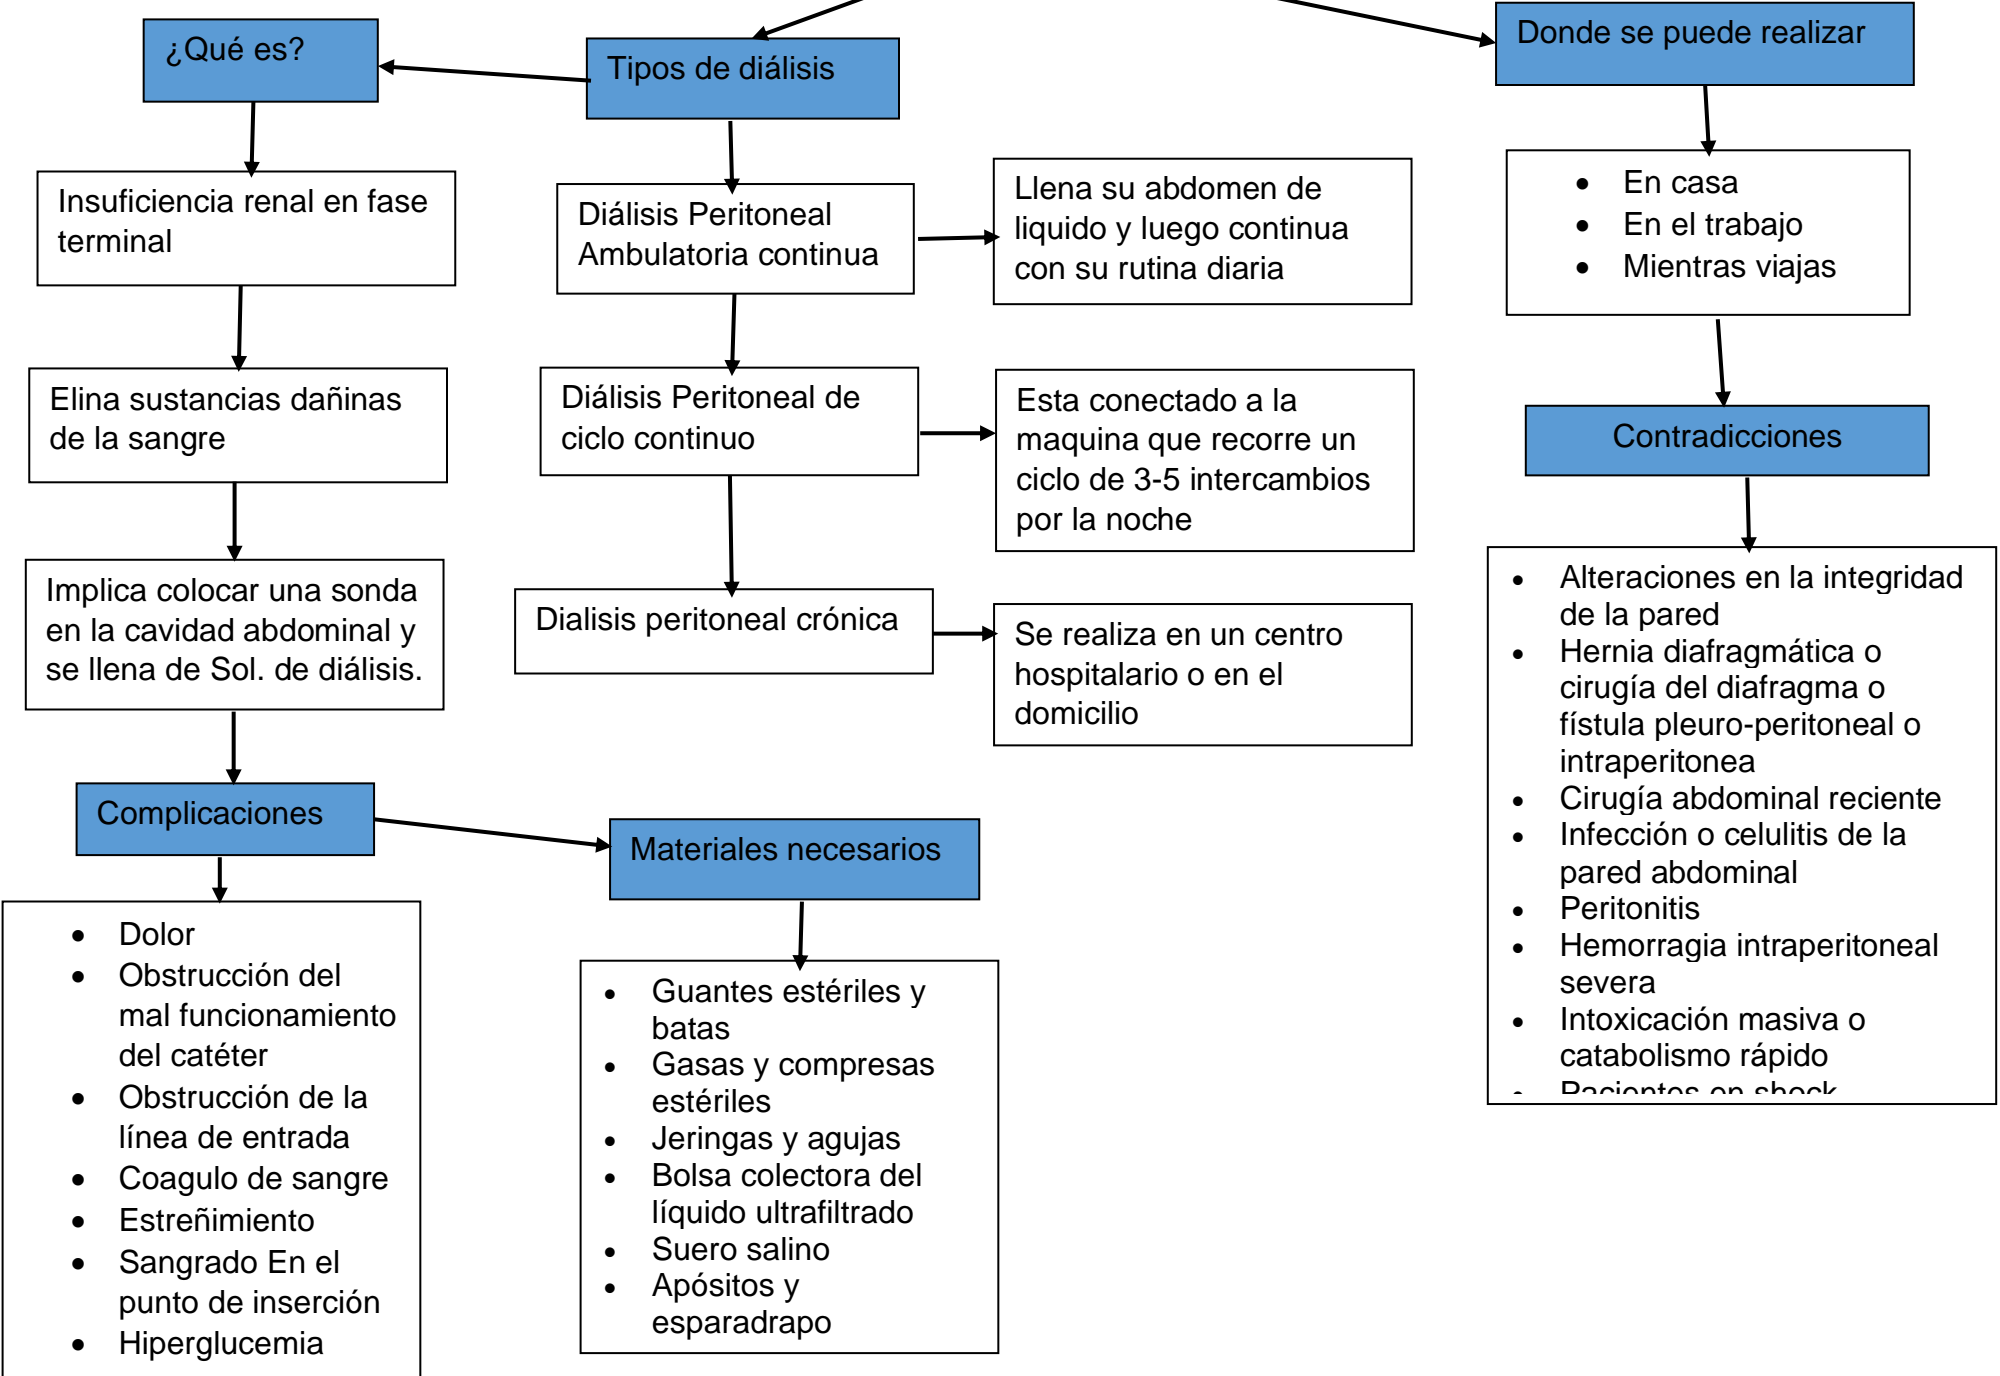 ¿Qué es?
Insuficiencia renal en fase
terminal
Elina sustancias dañinas
de la sangre
Implica colocar una sonda
en la cavidad abdominal y
se llena de Sol. de diálisis.
Complicaciones
• Dolor
• Obstrucción del
mal funcionamiento
del catéter
• Obstrucción de la
línea de entrada
• Coagulo de sangre
• Estreñimiento
• Sangrado En el
punto de inserción
• Hiperglucemia
Materiales necesarios
• Guantes estériles y
batas
• Gasas y compresas
estériles
• Jeringas y agujas
• Bolsa colectora del
líquido ultrafiltrado
• Suero salino
• Apósitos y
esparadrapo
Tipos de diálisis
Diálisis Peritoneal
Ambulatoria continua
Llena su abdomen de
liquido y luego continua
con su rutina diaria
Diálisis Peritoneal de
ciclo continuo
Esta conectado a la
maquina que recorre un
ciclo de 3-5 intercambios
por la noche
Dialisis peritoneal crónica
Se realiza en un centro
hospitalario o en el
domicilio
Donde se puede realizar
• En casa
• En el trabajo
• Mientras viajas
Contradicciones
• Alteraciones en la integridad
de la pared
• Hernia diafragmática o
cirugía del diafragma o
fístula pleuro-peritoneal o
intraperitonea
• Cirugía abdominal reciente
• Infección o celulitis de la
pared abdominal
• Peritonitis
• Hemorragia intraperitoneal
severa
• Intoxicación masiva o
catabolismo rápido
• Pacientes en shock